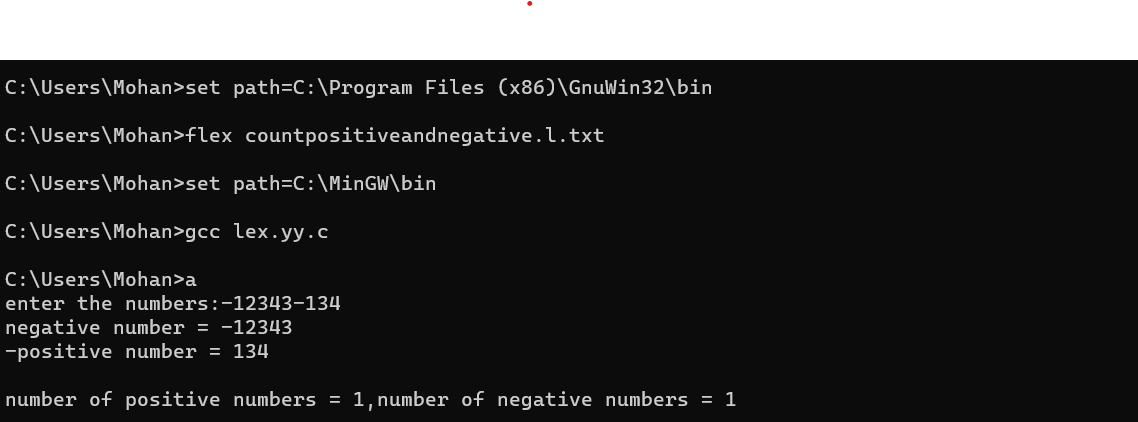 C:\Users\Mohan>set path=C:\Program Files (x86)\GnuWin32\bin
C:\Users\Mohan>flex countpositiveandnegative.l.txt
C:\Users\Mohan>set path=C:\MinGW\bin
C:\Users\Mohan>gcc lex.yy.c
C:\Users\Mohan>a
enter the numbers:-12343-134
negative number = -12343
-positive number = 134
number of positive numbers = 1,number of negative numbers = 1